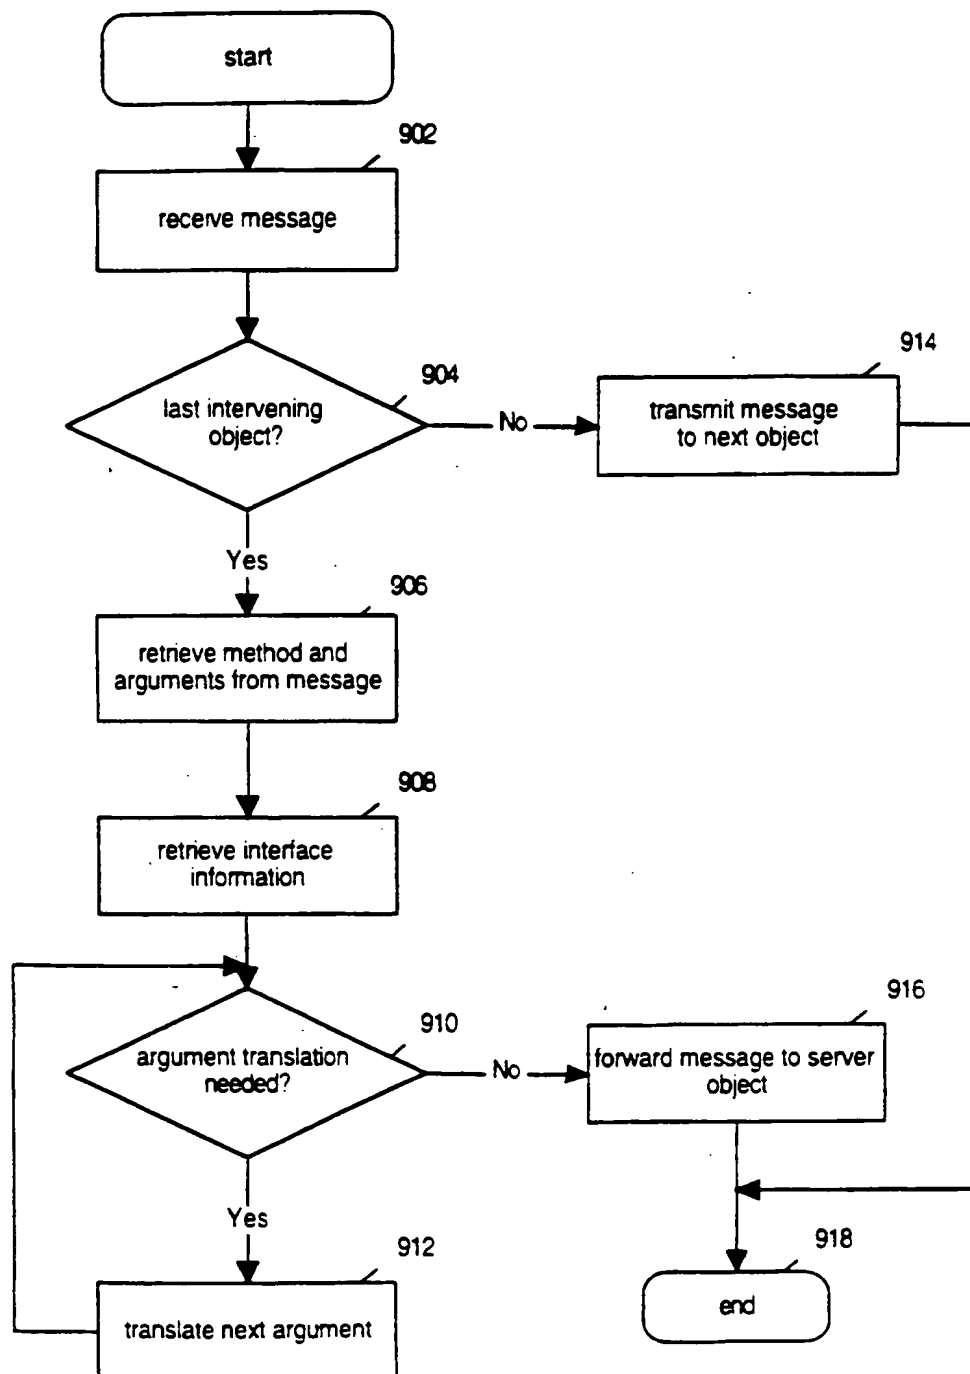 start
902
receive message
904
last intervening
object?
No
914
transmit message
to next object
Yes
906
retrieve method and
arguments from message
908
retrieve interface
information
910
argument translation
needed?
No
916
forward message to server
object
Yes
912
translate next argument
918
end